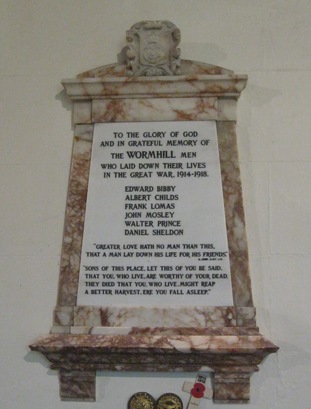 TO THE GLORY OF GOD
AND IN GRATEFUL MEMORY OF
THE WORMHILL MEN
WHO LAID DOWN THEIR LIVES
IN THE GREAT WAR, 1914-1918.
EDWARD BIBBY
ALBERT CHILDS
FRANK LOMAS
JOHN MOSLEY
WALTER PRINCE
DANIEL SHELDON
"GREATER LOVE HATH NO MAN THAN THIS,
THAT A MAN LAY DOWN HIS LIFE FOR HIS FRIENDS."
"SONS OF THIS PLACE, LET THIS OF YOU BE SAID,
THAT YOU, WHO LIVE, ARE WORTHY OF YOUR DEAD.
THEY DIED THAT YOU, WHO LIVE, MIGHT REAP
A BETTER HARVEST, ERE YOU FALL ASLEEP."